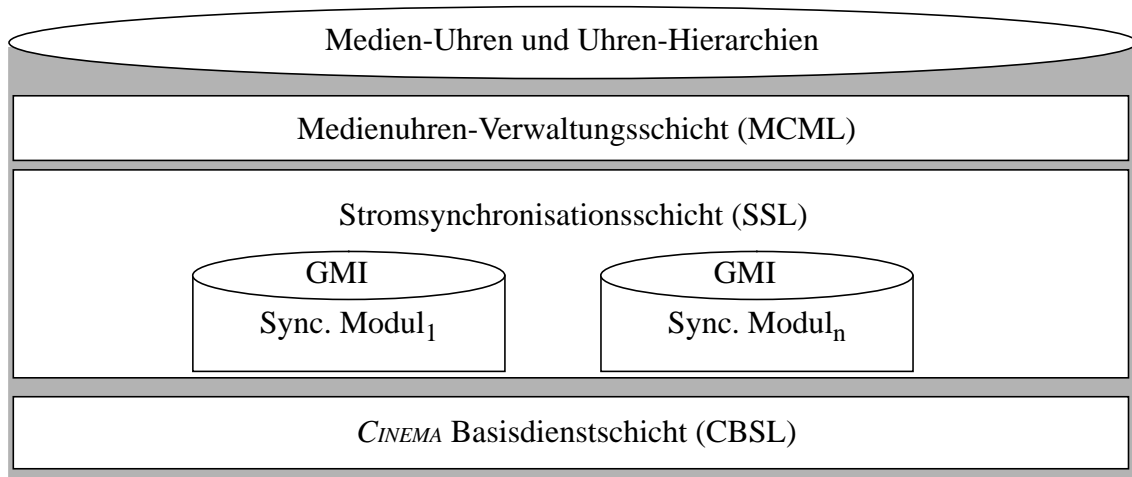 Medien-Uhren und Uhren-Hierarchien
Medienuhren-Verwaltungsschicht (MCML)
Stromsynchronisationsschicht (SSL)
GMI
Sync. Modul1
GMI
Sync. Moduln
CINEMA Basisdienstschicht (CBSL)